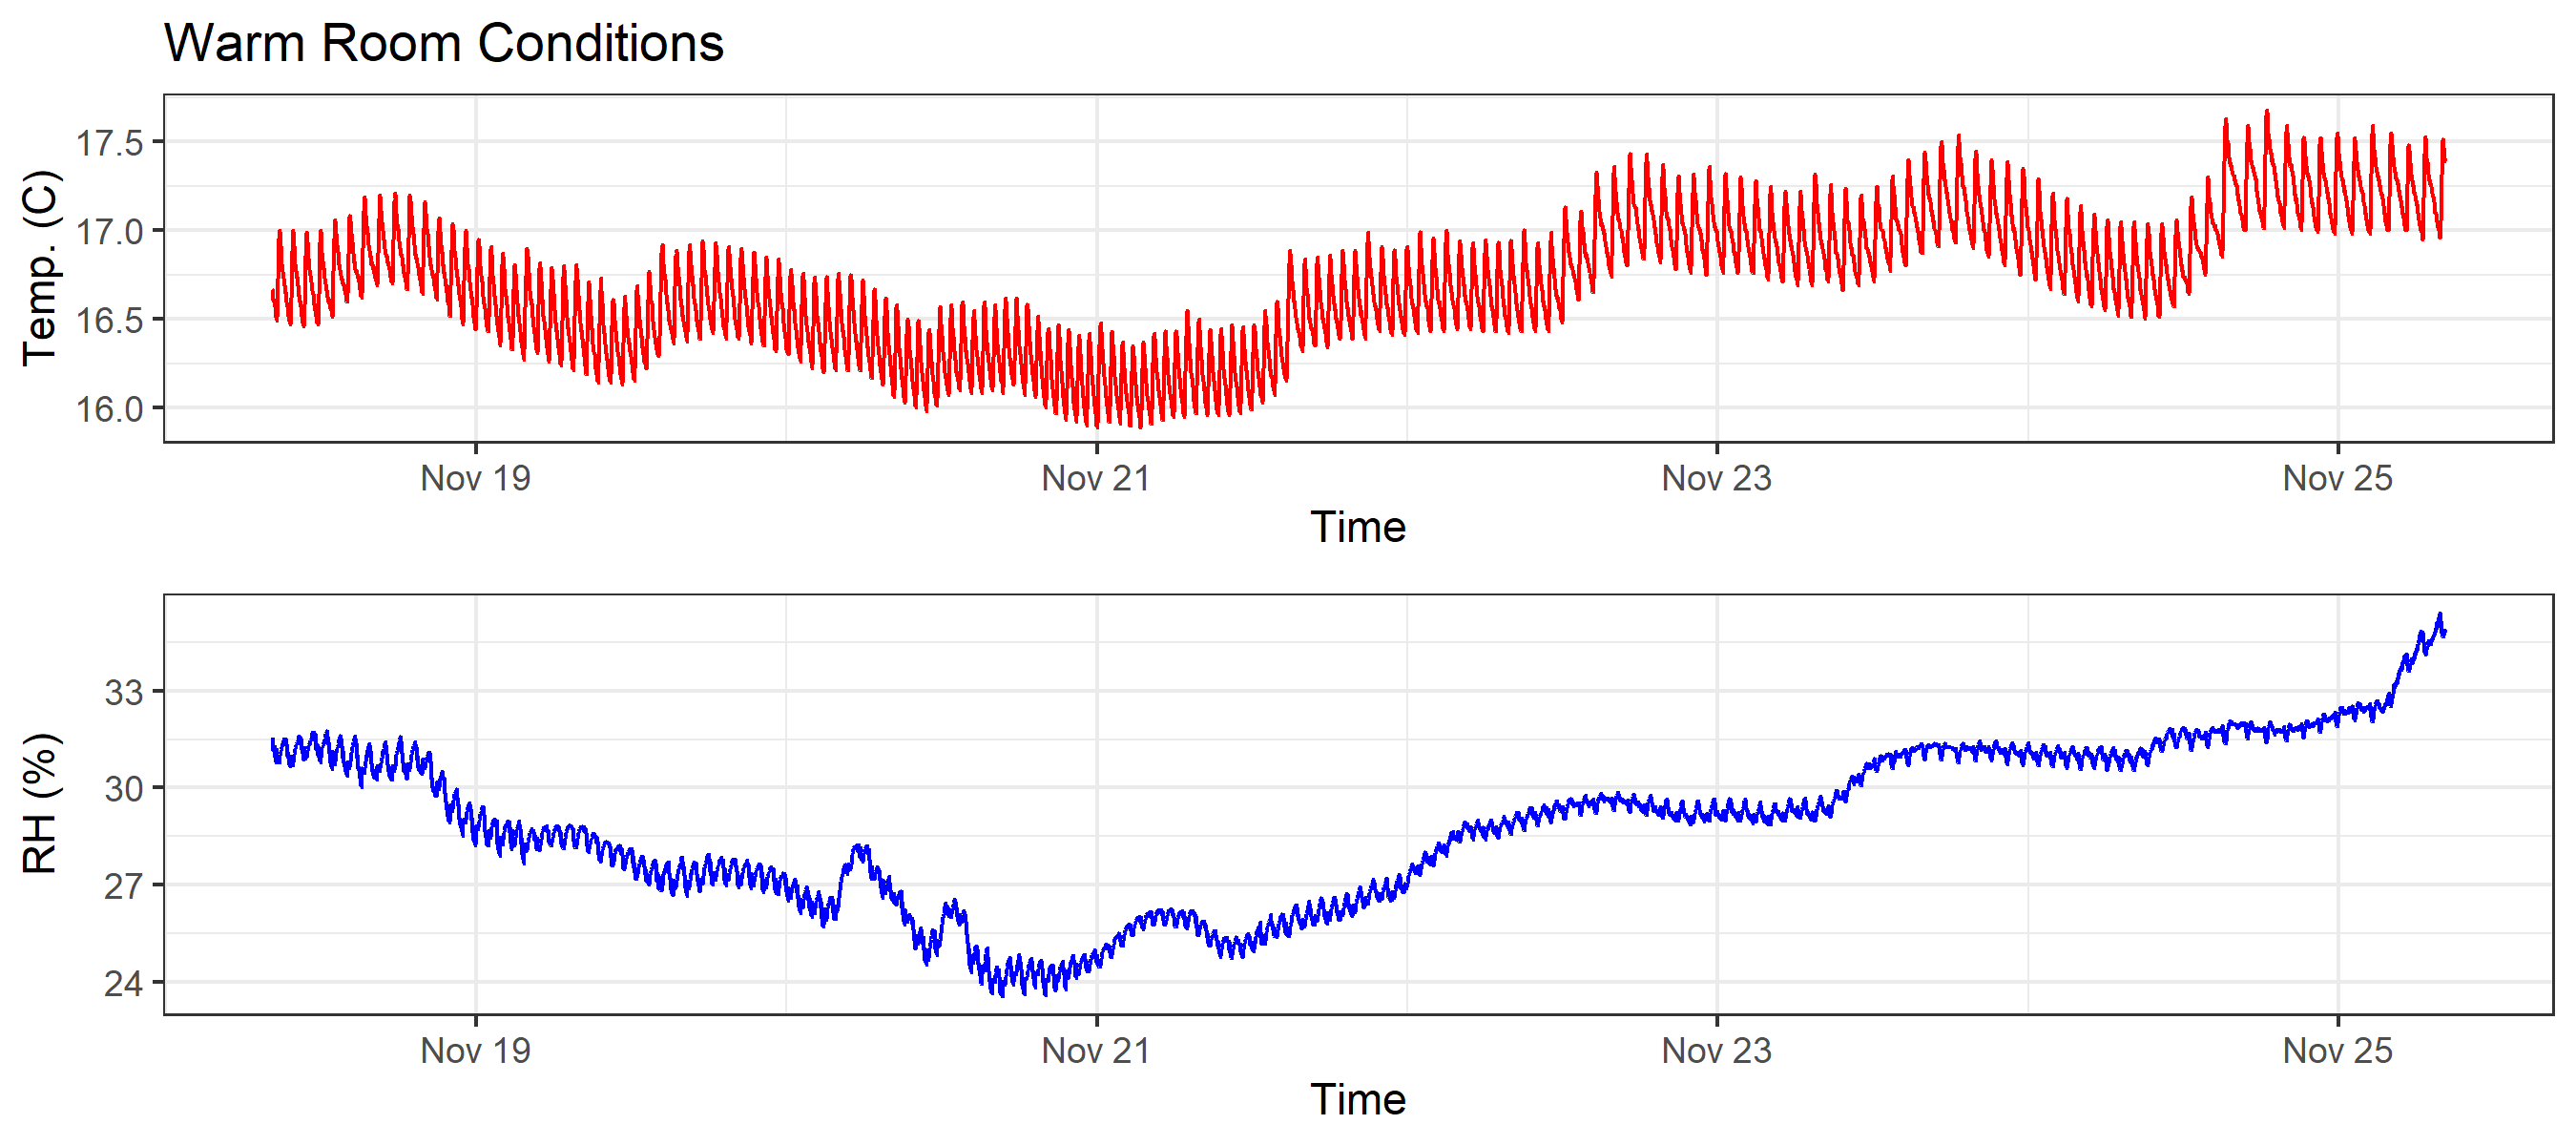 Warm Room Conditions
Temp. (C)
17.5
17.0
16.5
16.0
Nov 19 Nov 21 Nov 23 Nov 25
Time
RH (%)
33
30
27
24
Nov 19 Nov 21 Nov 23 Nov 25
Time